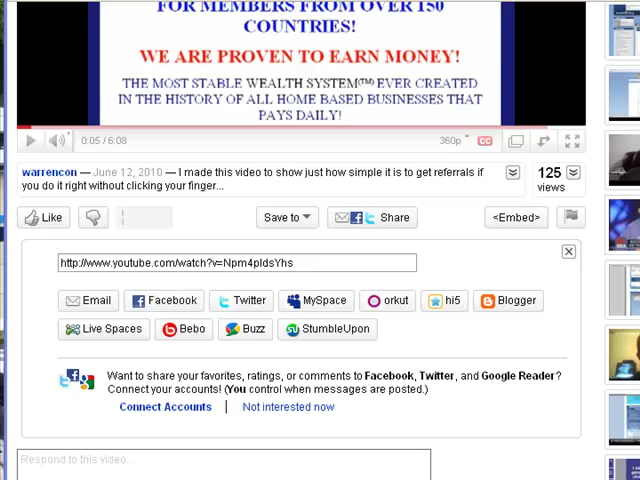 FOR MEMBERS FROM OVER 150
COUNTRIES!
WE ARE PROVEN TO EARN MONEY!
THE MOST STABLE WEALTH SYSTEM(TM) EVER CREATED
IN THE HISTORY OF ALL HOME BASED BUSINESSES THAT
PAYS DAILY!
0:05 / 6:08
360p
CC
warrencon — June 12, 2010 — I made this video to show just how simple it is to get referrals if
you do it right without clicking your finger...
125
views
Like
Save to
Share
<Embed>
http://www.youtube.com/watch?v=Npm4pIdsYhs
Email
Facebook
Twitter
MySpace
orkut
hi5
Blogger
Live Spaces
Bebo
Buzz
StumbleUpon
Want to share your favorites, ratings, or comments to Facebook, Twitter, and Google Reader?
Connect your accounts! (You control when messages are posted.)
Connect Accounts | Not interested now
Respond to this video...